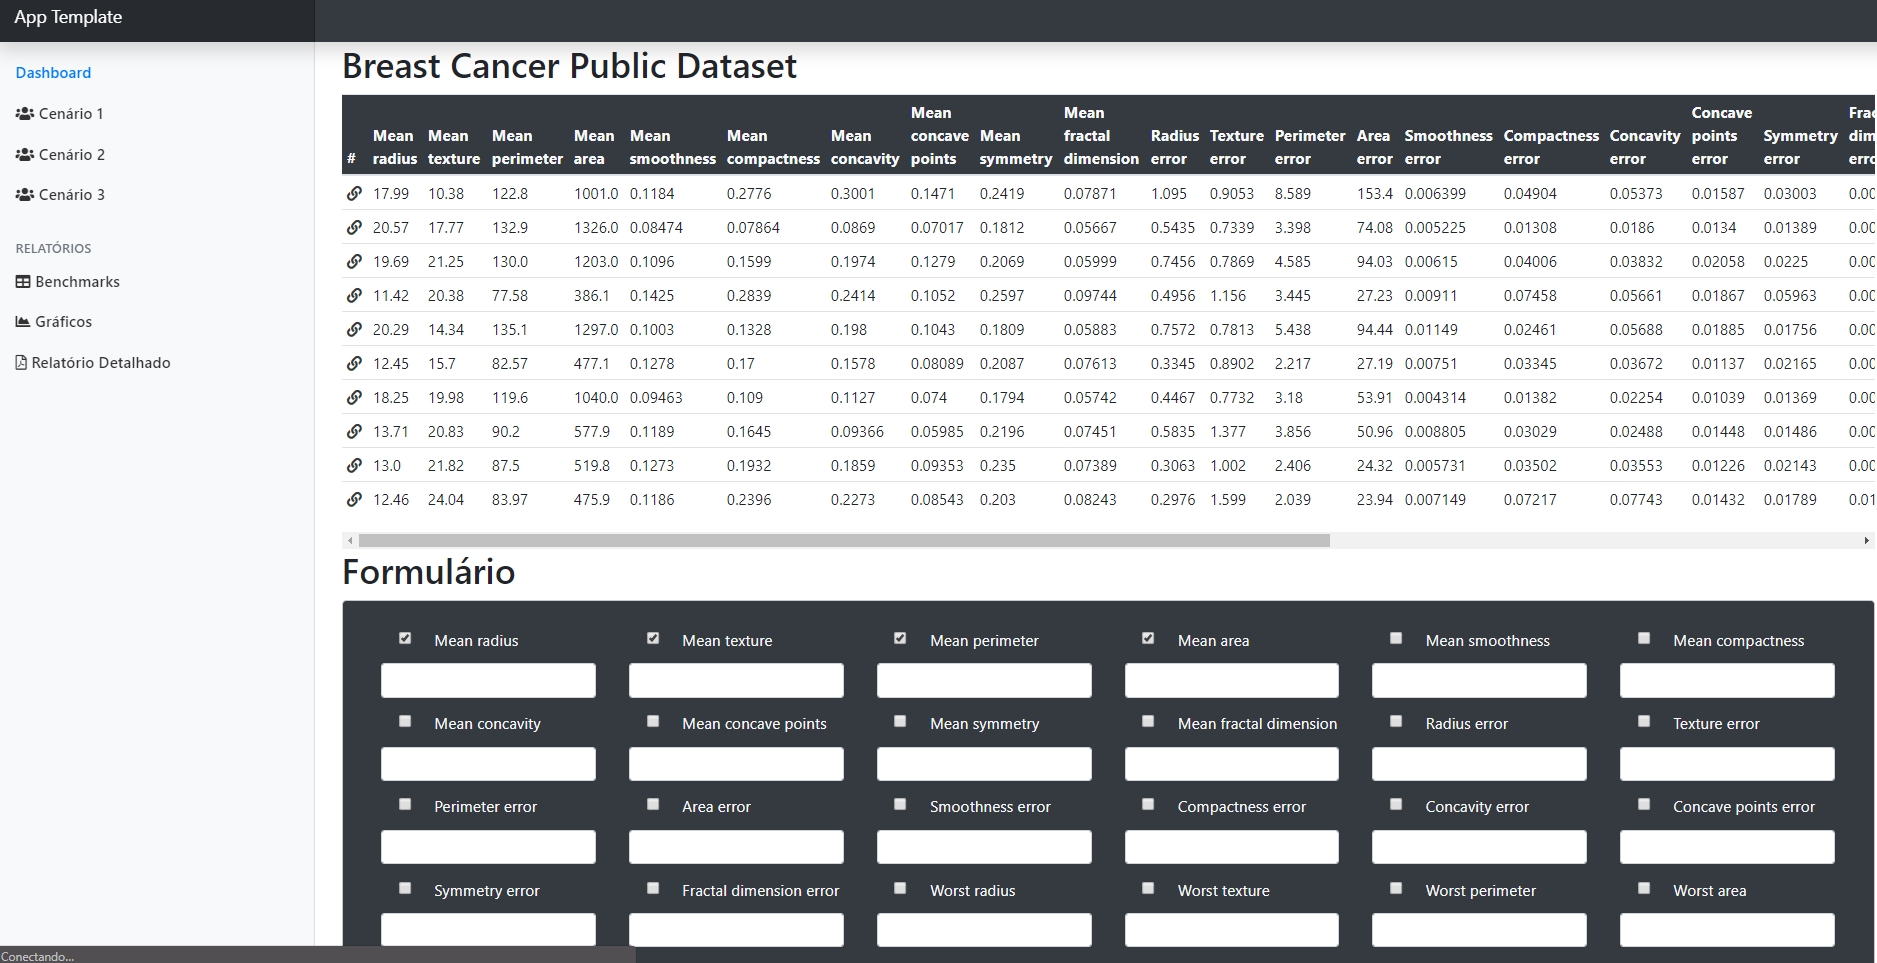 App Template
Dashboard
Cenário 1
Cenário 2
Cenário 3
RELATÓRIOS
Benchmarks
Gráficos
Relatório Detalhado
Breast Cancer Public Dataset
# Mean radius Mean texture Mean perimeter Mean area Mean smoothness Mean compactness Mean concavity Mean concave points Mean symmetry Mean fractal dimension Radius error Texture error Perimeter error Area error Smoothness error Compactness error Concavity error Concave points error Symmetry error
17.99 10.38 122.8 1001.0 0.1184 0.2776 0.3001 0.1471 0.2419 0.07871 1.095 0.9053 8.589 153.4 0.006399 0.04904 0.05373 0.01587 0.03003 0.00
20.57 17.77 132.9 1326.0 0.08474 0.07864 0.0869 0.07017 0.1812 0.05667 0.5435 0.7339 3.398 74.08 0.005225 0.01308 0.0186 0.0134 0.01389 0.00
19.69 21.25 130.0 1203.0 0.1096 0.1599 0.1974 0.1279 0.2069 0.05999 0.7456 0.7869 4.585 94.03 0.00615 0.04006 0.03832 0.02058 0.0225 0.00
11.42 20.38 77.58 386.1 0.1425 0.2839 0.2414 0.1052 0.2597 0.09744 0.4956 1.156 3.445 27.23 0.00911 0.07458 0.05661 0.01867 0.05963 0.00
20.29 14.34 135.1 1297.0 0.1003 0.1328 0.198 0.1043 0.1809 0.05883 0.7572 0.7813 5.438 94.44 0.01149 0.02461 0.05688 0.01885 0.01756 0.00
12.45 15.7 82.57 477.1 0.1278 0.17 0.1578 0.08089 0.2087 0.07613 0.3345 0.8902 2.217 27.19 0.00751 0.03345 0.03672 0.01137 0.02165 0.00
18.25 19.98 119.6 1040.0 0.09463 0.109 0.1127 0.074 0.1794 0.05742 0.4467 0.7732 3.18 53.91 0.004314 0.01382 0.02254 0.01039 0.01369 0.00
13.71 20.83 90.2 577.9 0.1189 0.1645 0.09366 0.05985 0.2196 0.07451 0.5835 1.377 3.856 50.96 0.008805 0.03029 0.02488 0.01448 0.01486 0.00
13.0 21.82 87.5 519.8 0.1273 0.1932 0.1859 0.09353 0.235 0.07389 0.3063 1.002 2.406 24.32 0.005731 0.03502 0.03553 0.01226 0.02143 0.00
12.46 24.04 83.97 475.9 0.1186 0.2396 0.2273 0.08543 0.203 0.08243 0.2976 1.599 2.039 23.94 0.007149 0.07217 0.07743 0.01432 0.01789 0.01
Formulário
Mean radius Mean texture Mean perimeter Mean area Mean smoothness Mean compactness
Mean concavity Mean concave points Mean symmetry Mean fractal dimension Radius error Texture error
Perimeter error Area error Smoothness error Compactness error Concavity error Concave points error
Symmetry error Fractal dimension error Worst radius Worst texture Worst perimeter Worst area
Conectando...